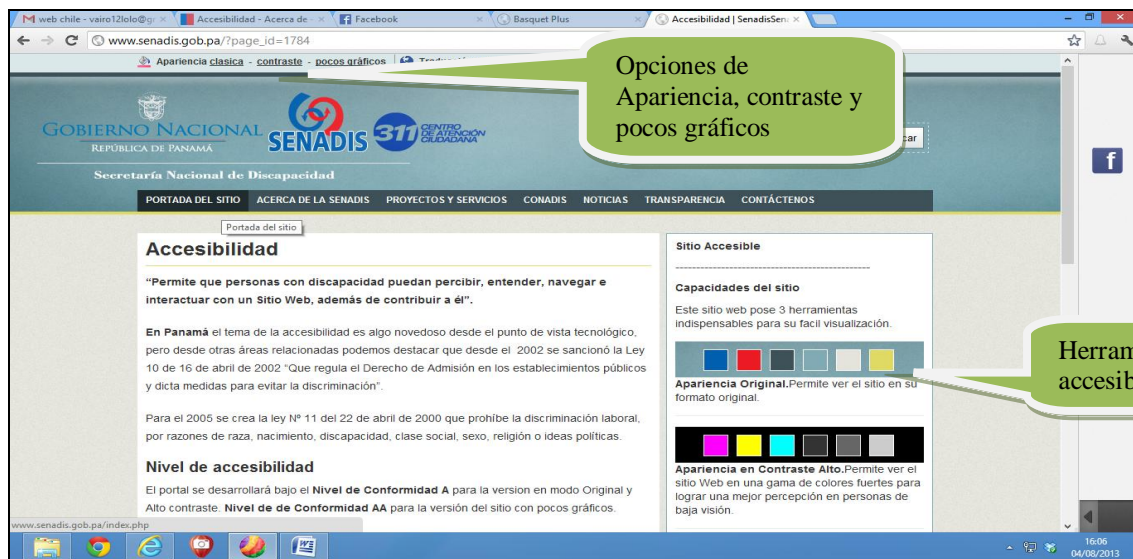 web chile - vairo12lolo@g
Accesibilidad - Acerca de -
Facebook
Basquet Plus
Accesibilidad | SenadisSen
www.senadis.gob.pa/?page_id=1784
Apariencia clasica - contraste - pocos gráficos
Opciones de
Apariencia, contraste y
pocos gráficos
GOBIERNO NACIONAL
REPÚBLICA DE PANAMÁ
SENADIS
311 CENTRO
DE ATENCIÓN
CIUDADANA
car
f
Secretaría Nacional de Discapacidad
PORTADA DEL SITIO ACERCA DE LA SENADIS PROYECTOS Y SERVICIOS CONADIS NOTICIAS TRANSPARENCIA CONTÁCTENOS
Portada del sitio
Accesibilidad
“Permite que personas con discapacidad puedan percibir, entender, navegar e
interactuar con un Sitio Web, además de contribuir a él”.
En Panamá el tema de la accesibilidad es algo novedoso desde el punto de vista tecnológico,
pero desde otras áreas relacionadas podemos destacar que desde el 2002 se sancionó la Ley
10 de 16 de abril de 2002 “Que regula el Derecho de Admisión en los establecimientos públicos
y dicta medidas para evitar la discriminación”.
Para el 2005 se crea la ley Nº 11 del 22 de abril de 2000 que prohíbe la discriminación laboral,
por razones de raza, nacimiento, discapacidad, clase social, sexo, religión o ideas políticas.
Nivel de accesibilidad
El portal se desarrollará bajo el Nivel de Conformidad A para la version en modo Original y
Alto contraste. Nivel de de Conformidad AA para la versión del sitio con pocos gráficos.
Sitio Accesible
-----------------------------------------------
Capacidades del sitio
Este sitio web pose 3 herramientas
indispensables para su facil visualización.
Herram
accesib
Apariencia Original.Permite ver el sitio en su
formato original.
Apariencia en Contraste Alto.Permite ver el
sitio Web en una gama de colores fuertes para
lograr una mejor percepción en personas de
baja visión.
www.senadis.gob.pa/index.php
16:06
04/08/2013